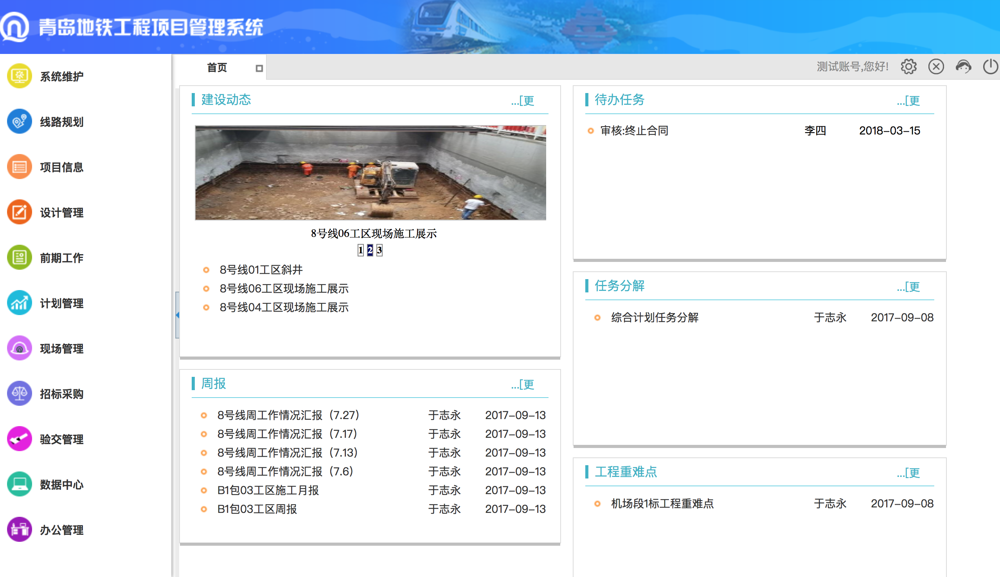 青岛地铁工程项目管理系统
首页
测试账号,您好!
系统维护
线路规划
项目信息
设计管理
前期工作
计划管理
现场管理
招标采购
验交管理
数据中心
办公管理
建设动态 ...[更
8号线06工区现场施工展示
1 2 3
8号线01工区斜井
8号线06工区现场施工展示
8号线04工区现场施工展示
周报 ...[更
8号线周工作情况汇报（7.27） 于志永 2017-09-13
8号线周工作情况汇报（7.17） 于志永 2017-09-13
8号线周工作情况汇报（7.13） 于志永 2017-09-13
8号线周工作情况汇报（7.6） 于志永 2017-09-13
B1包03工区施工月报 于志永 2017-09-13
B1包03工区周报 于志永 2017-09-13
待办任务 ...[更
审核:终止合同 李四 2018-03-15
任务分解 ...[更
综合计划任务分解 于志永 2017-09-08
工程重难点 ...[更
机场段1标工程重难点 于志永 2017-09-08